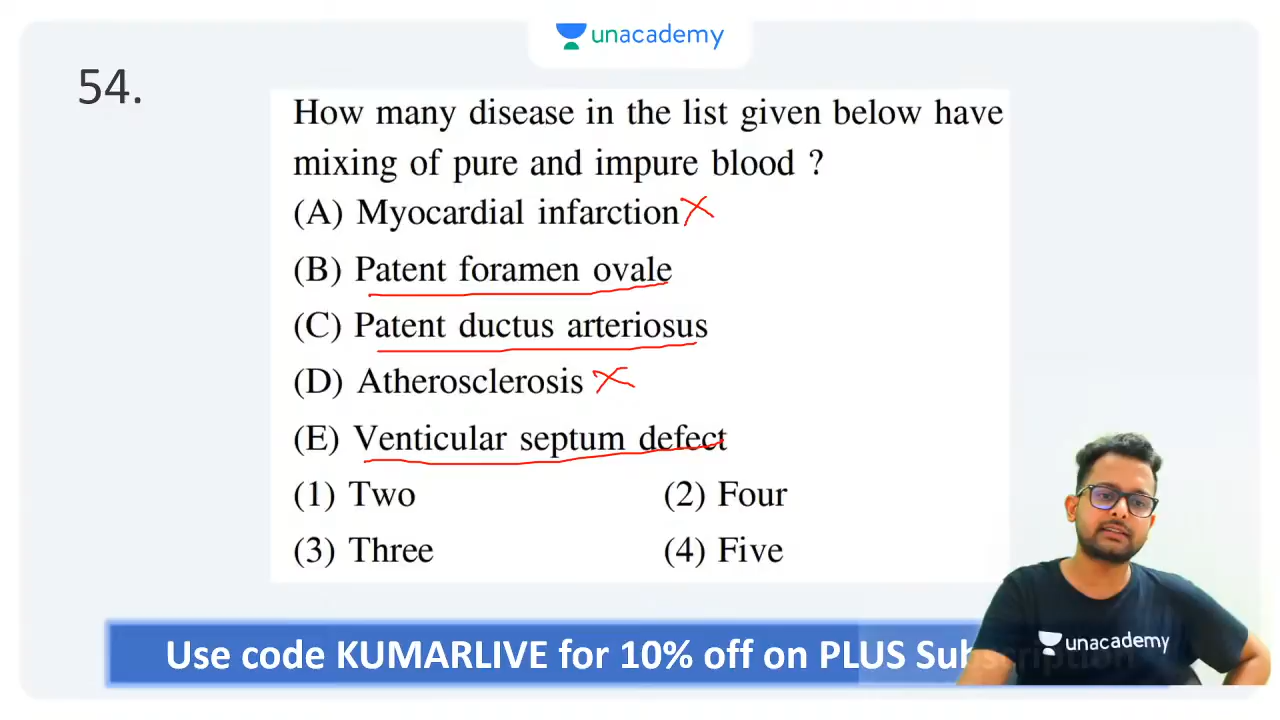 unacademy
54.
How many disease in the list given below have
mixing of pure and impure blood ?
(A) Myocardial infarction
(B) Patent foramen ovale
(C) Patent ductus arteriosus
(D) Atherosclerosis
(E) Venticular septum defect
(1) Two (2) Four
(3) Three (4) Five
unacademy
Use code KUMARLIVE for 10% off on PLUS Subscription